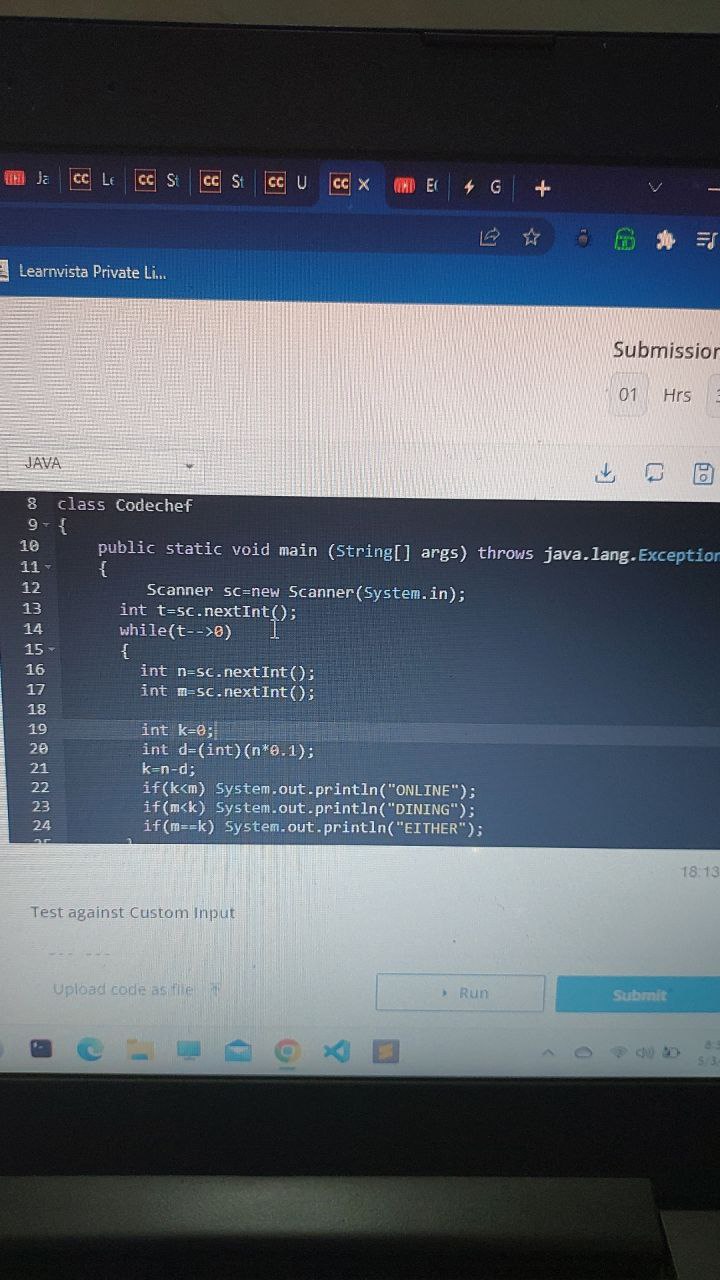 Ja CC Le CC St CC St CC U CC X E( G +
Learnvista Private Li...
Submission
01 Hrs
JAVA
8 class Codechef
9 {
10 public static void main (String[] args) throws java.lang.Exception
11 {
12 Scanner sc=new Scanner(System.in);
13 int t=sc.nextInt();
14 while(t-->0)
15 {
16 int n=sc.nextInt();
17 int m=sc.nextInt();
18
19 int k=0;
20 int d=(int)(n*0.1);
21 k=n-d;
22 if(k<m) System.out.println("ONLINE");
23 if(m<k) System.out.println("DINING");
24 if(m==k) System.out.println("EITHER");
18:13
Test against Custom Input
Upload code as file
Run
Submit